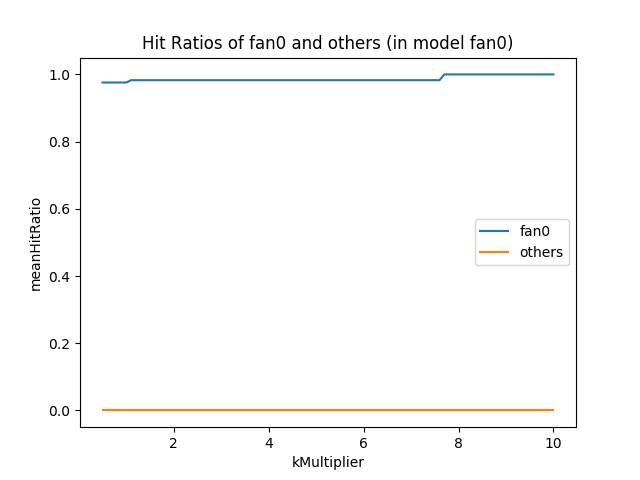 Hit Ratios of fan0 and others (in model fan0)
meanHitRatio
1.0
0.8
0.6
0.4
0.2
0.0
fan0
others
2 4 6 8 10
kMultiplier